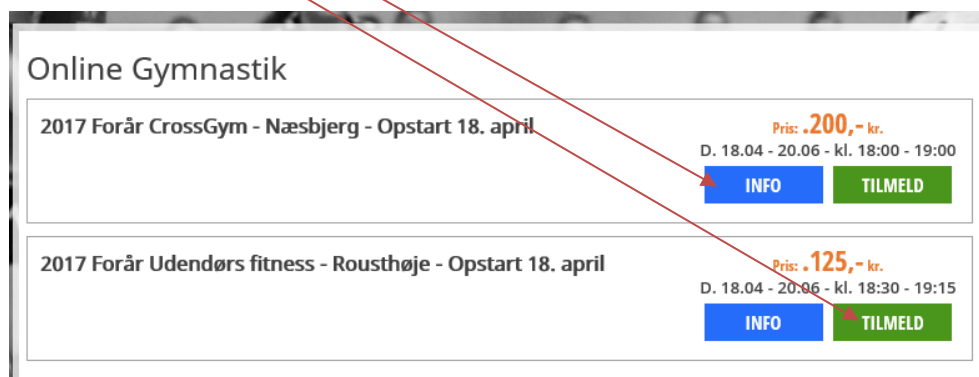 Online Gymnastik
2017 Forår CrossGym - Næsbjerg - Opstart 18. april
Pris: .200,- kr.
D. 18.04 - 20.06 - kl. 18:00 - 19:00
INFO TILMELD
2017 Forår Udendørs fitness - Rousthøje - Opstart 18. april
Pris: .125,- kr.
D. 18.04 - 20.06 - kl. 18:30 - 19:15
INFO TILMELD